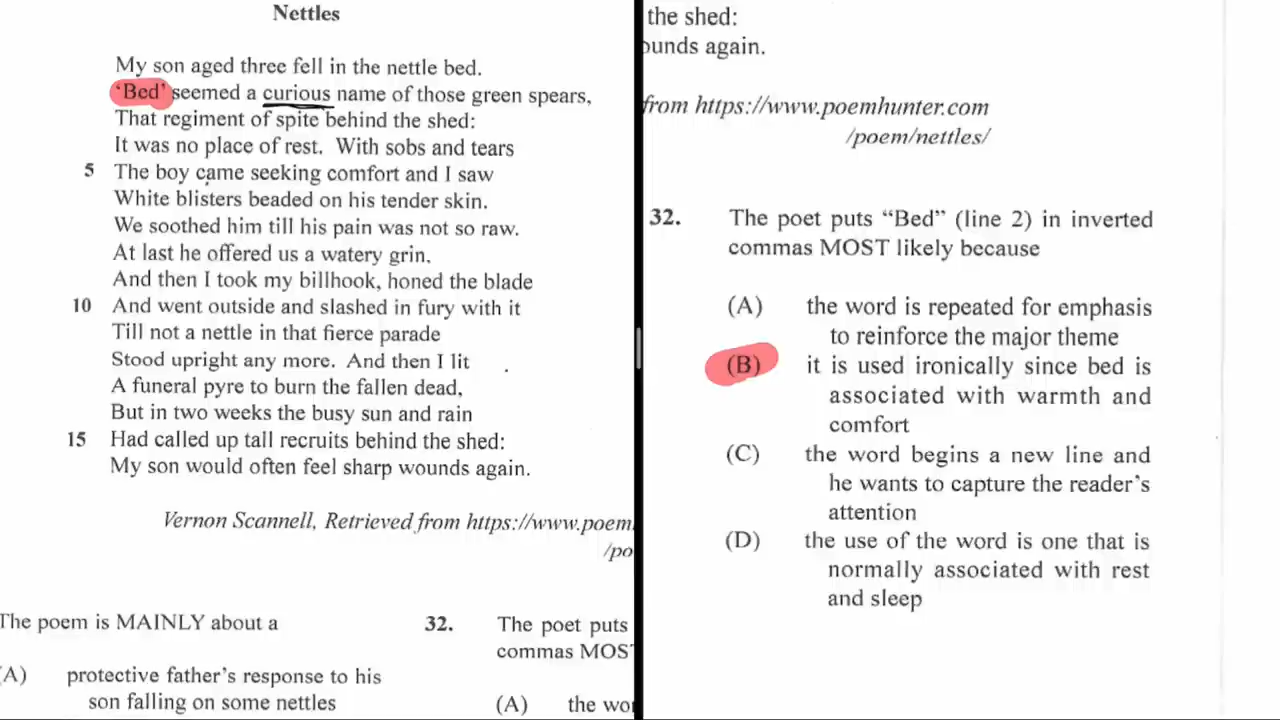 Nettles
My son aged three fell in the nettle bed.
'Bed' seemed a curious name of those green spears,
That regiment of spite behind the shed:
It was no place of rest. With sobs and tears
5 The boy came seeking comfort and I saw
White blisters beaded on his tender skin.
We soothed him till his pain was not so raw.
At last he offered us a watery grin,
And then I took my billhook, honed the blade
10 And went outside and slashed in fury with it
Till not a nettle in that fierce parade
Stood upright any more. And then I lit
A funeral pyre to burn the fallen dead,
But in two weeks the busy sun and rain
15 Had called up tall recruits behind the shed:
My son would often feel sharp wounds again.
Vernon Scannell, Retrieved from https://www.poem
/po
The poem is MAINLY about a
(A) protective father's response to his
son falling on some nettles
32. The poet puts
commas MOS
(A) the wo
the shed:
ounds again.
from https://www.poemhunter.com
/poem/nettles/
32. The poet puts "Bed" (line 2) in inverted
commas MOST likely because
(A) the word is repeated for emphasis
to reinforce the major theme
(B) it is used ironically since bed is
associated with warmth and
comfort
(C) the word begins a new line and
he wants to capture the reader's
attention
(D) the use of the word is one that is
normally associated with rest
and sleep